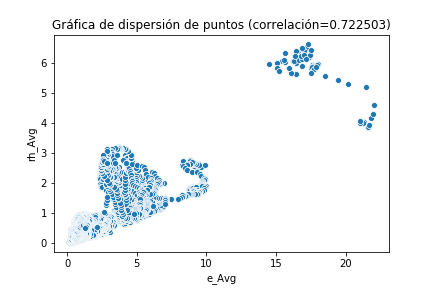 Gráfica de dispersión de puntos (correlación=0.722503)
6
5
4
3
2
1
0
rh_Avg
0 5 10 15 20
e_Avg